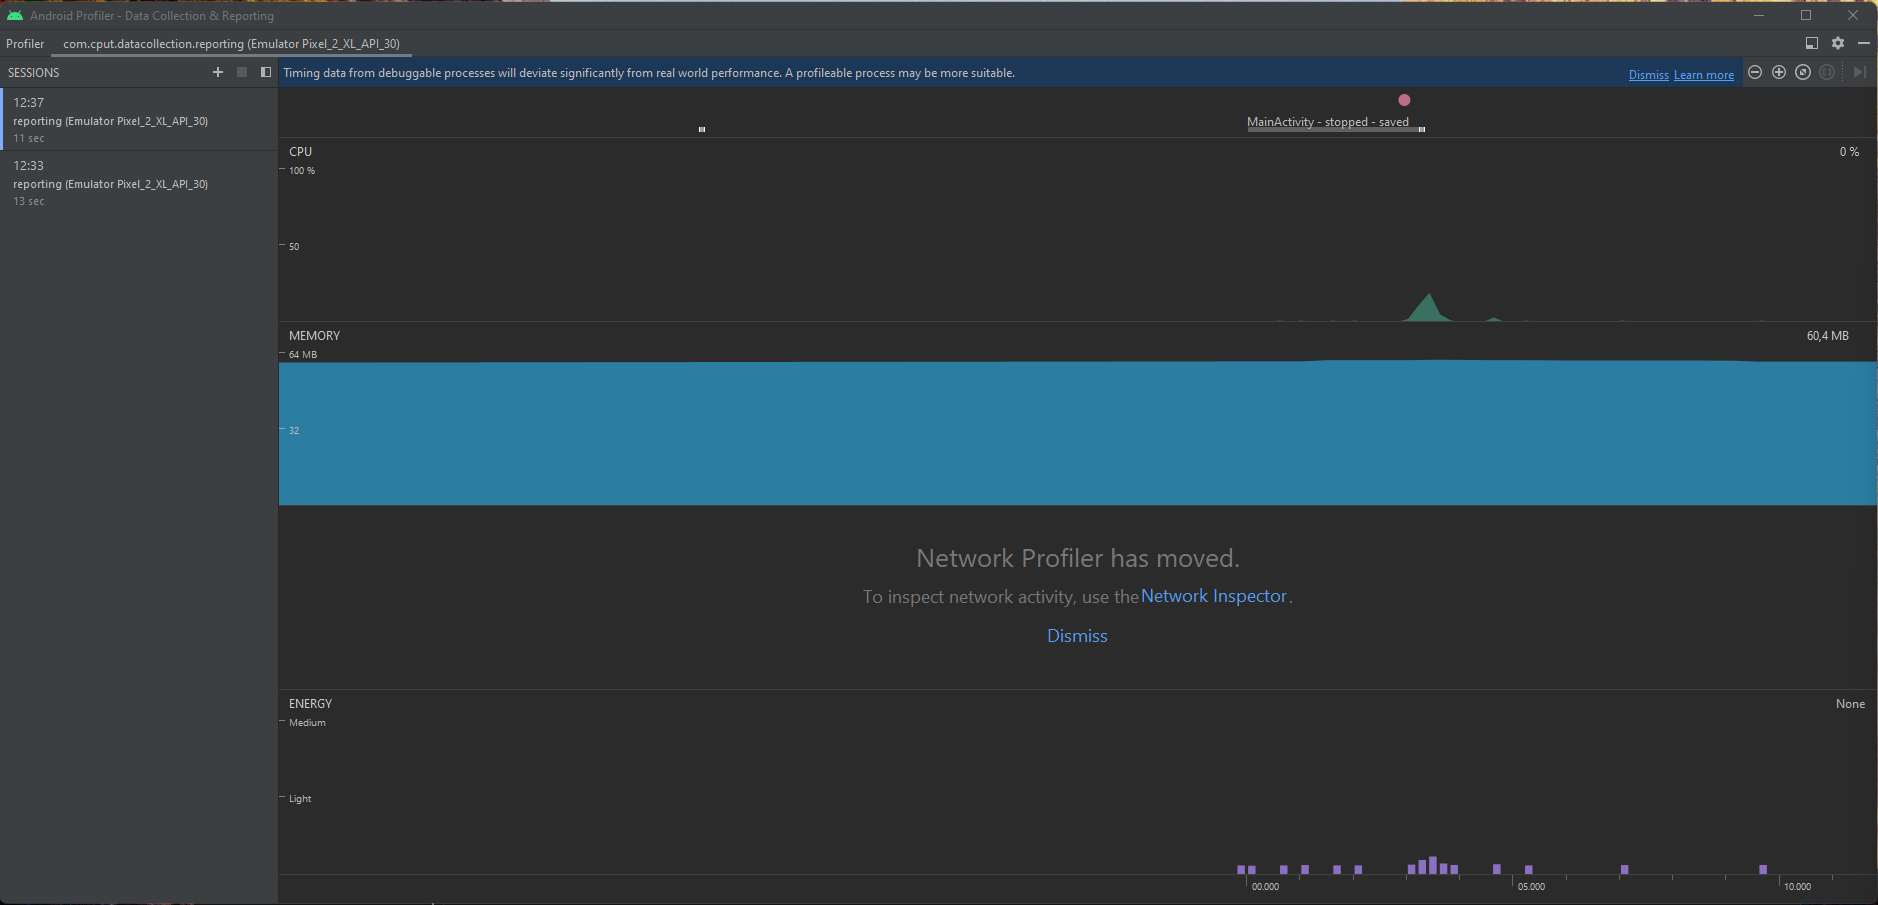 Android Profiler - Data Collection & Reporting
Profiler com.cput.datacollection.reporting (Emulator Pixel_2_XL_API_30)
SESSIONS
Timing data from debuggable processes will deviate significantly from real world performance. A profileable process may be more suitable. Dismiss Learn more
12:37
reporting (Emulator Pixel_2_XL_API_30)
11 sec
12:33
reporting (Emulator Pixel_2_XL_API_30)
13 sec
MainActivity - stopped - saved
CPU 0 %
100 %
50
MEMORY 60,4 MB
64 MB
32
Network Profiler has moved.
To inspect network activity, use the Network Inspector.
Dismiss
ENERGY None
Medium
Light
00.000 05.000 10.000